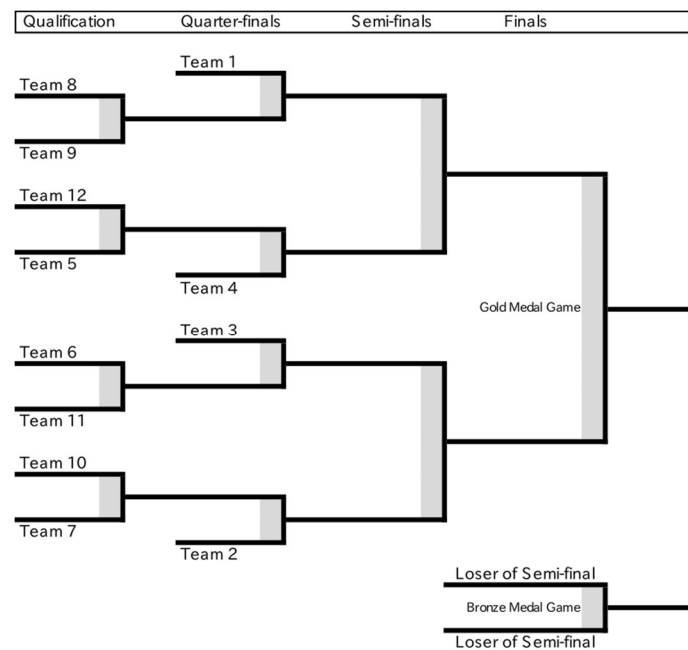 Qualification Quarter-finals Semi-finals Finals
Team 1
Team 8
Team 9
Team 12
Team 5
Team 4
Gold Medal Game
Team 3
Team 6
Team 11
Team 10
Team 7
Team 2
Loser of Semi-final
Bronze Medal Game
Loser of Semi-final